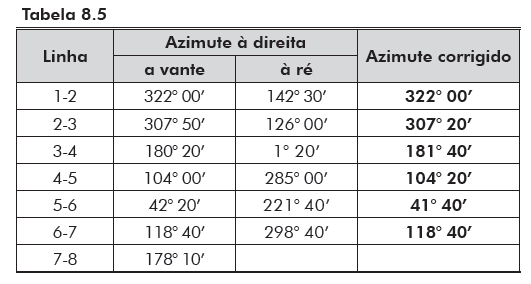 Tabela 8.5
Linha Azimute à direita Azimute corrigido
a vante à ré
1-2 322° 00′ 142° 30′ 322° 00′
2-3 307° 50′ 126° 00′ 307° 20′
3-4 180° 20′ 1° 20′ 181° 40′
4-5 104° 00′ 285° 00′ 104° 20′
5-6 42° 20′ 221° 40′ 41° 40′
6-7 118° 40′ 298° 40′ 118° 40′
7-8 178° 10′